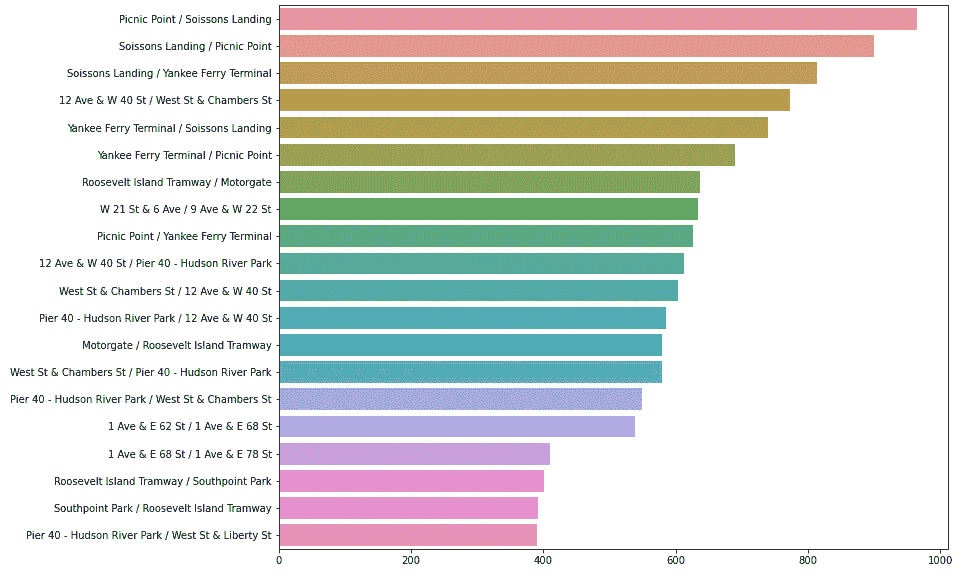 Picnic Point / Soissons Landing
Soissons Landing / Picnic Point
Soissons Landing / Yankee Ferry Terminal
12 Ave & W 40 St / West St & Chambers St
Yankee Ferry Terminal / Soissons Landing
Yankee Ferry Terminal / Picnic Point
Roosevelt Island Tramway / Motorgate
W 21 St & 6 Ave / 9 Ave & W 22 St
Picnic Point / Yankee Ferry Terminal
12 Ave & W 40 St / Pier 40 - Hudson River Park
West St & Chambers St / 12 Ave & W 40 St
Pier 40 - Hudson River Park / 12 Ave & W 40 St
Motorgate / Roosevelt Island Tramway
West St & Chambers St / Pier 40 - Hudson River Park
Pier 40 - Hudson River Park / West St & Chambers St
1 Ave & E 62 St / 1 Ave & E 68 St
1 Ave & E 68 St / 1 Ave & E 78 St
Roosevelt Island Tramway / Southpoint Park
Southpoint Park / Roosevelt Island Tramway
Pier 40 - Hudson River Park / West St & Liberty St
0 200 400 600 800 1000